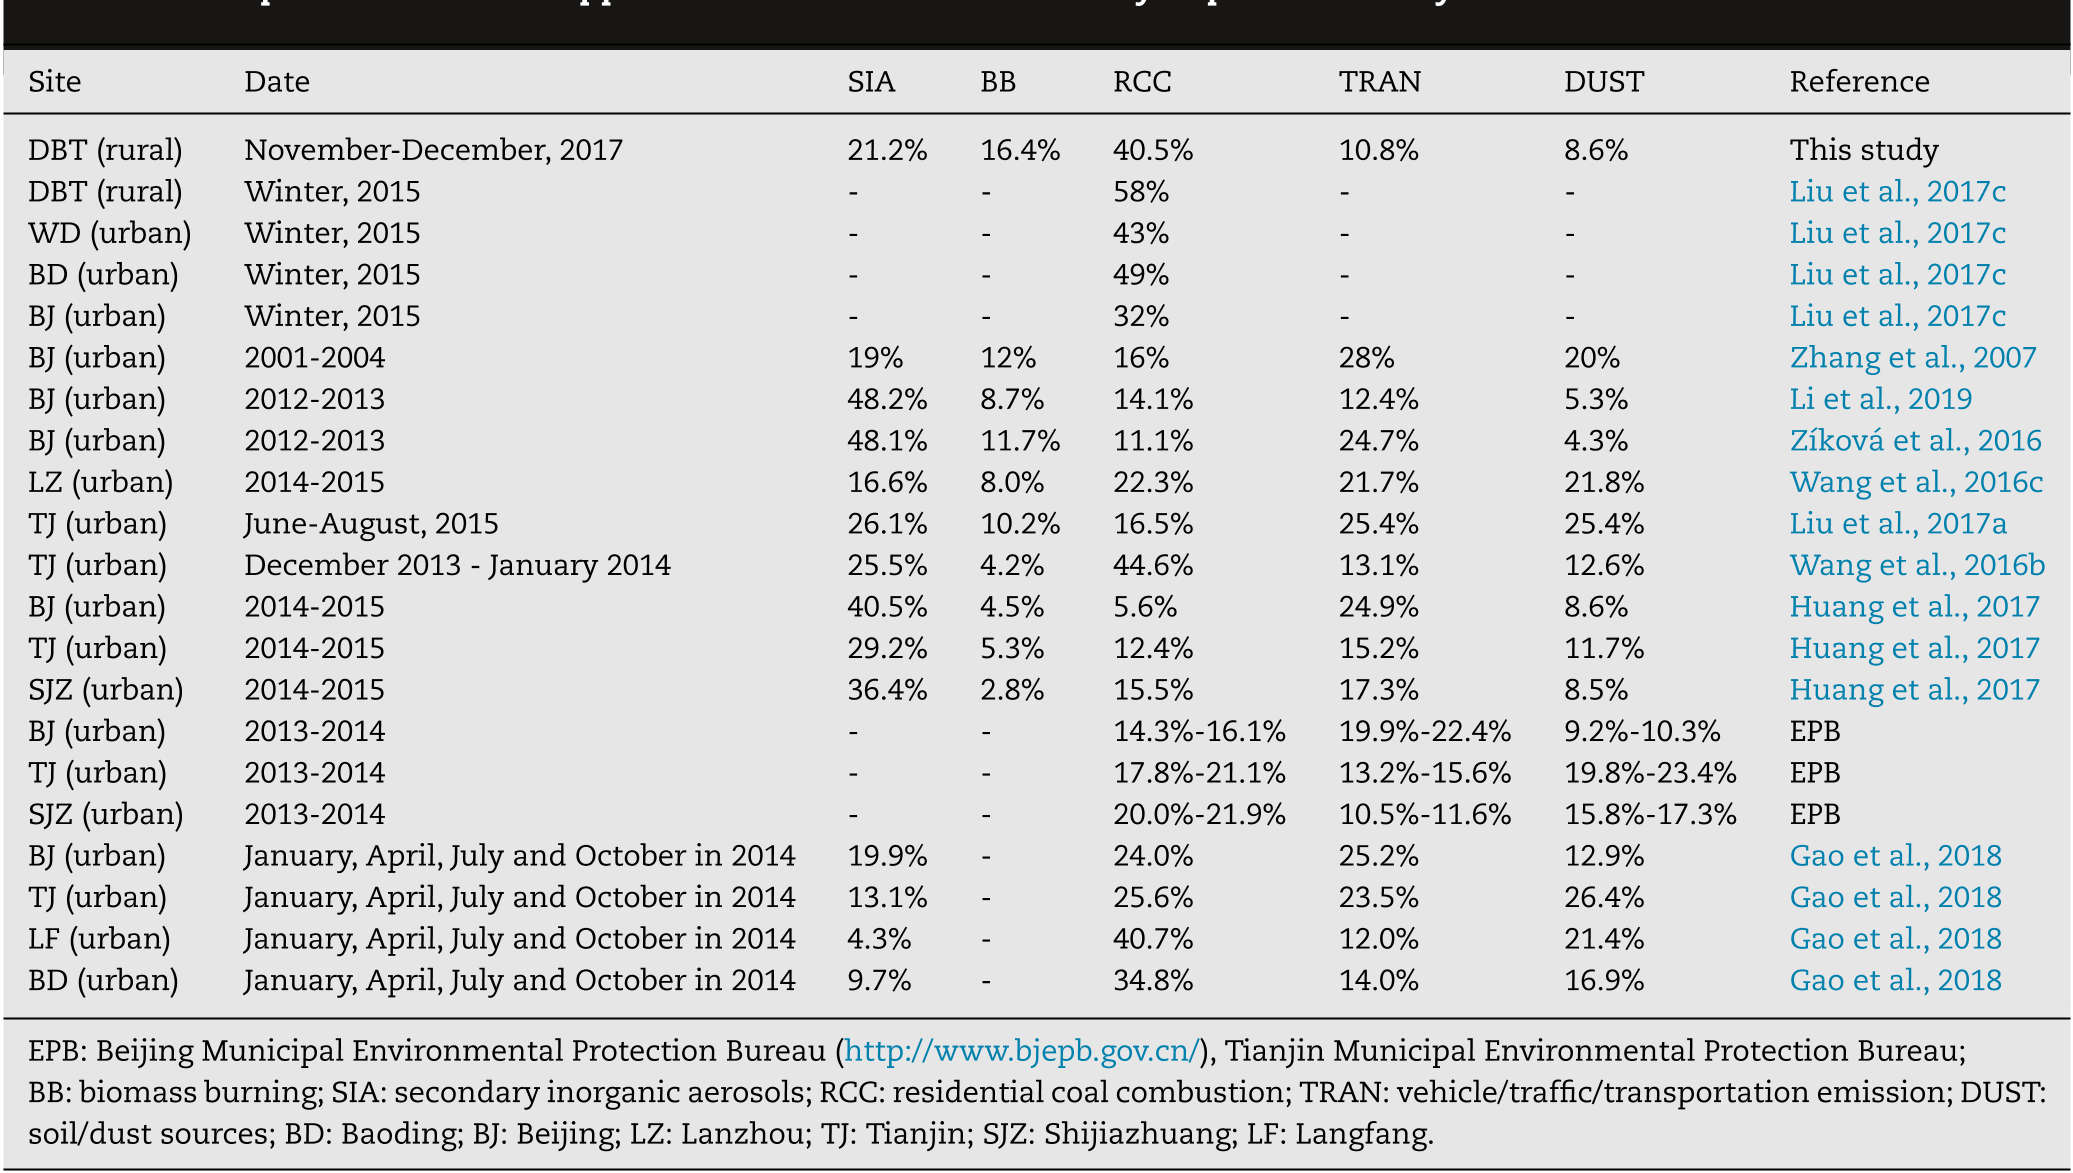 Site Date SIA BB RCC TRAN DUST Reference
DBT (rural) November-December, 2017 21.2% 16.4% 40.5% 10.8% 8.6% This study
DBT (rural) Winter, 2015 - - 58% - - Liu et al., 2017c
WD (urban) Winter, 2015 - - 43% - - Liu et al., 2017c
BD (urban) Winter, 2015 - - 49% - - Liu et al., 2017c
BJ (urban) Winter, 2015 - - 32% - - Liu et al., 2017c
BJ (urban) 2001-2004 19% 12% 16% 28% 20% Zhang et al., 2007
BJ (urban) 2012-2013 48.2% 8.7% 14.1% 12.4% 5.3% Li et al., 2019
BJ (urban) 2012-2013 48.1% 11.7% 11.1% 24.7% 4.3% Zíková et al., 2016
LZ (urban) 2014-2015 16.6% 8.0% 22.3% 21.7% 21.8% Wang et al., 2016c
TJ (urban) June-August, 2015 26.1% 10.2% 16.5% 25.4% 25.4% Liu et al., 2017a
TJ (urban) December 2013 - January 2014 25.5% 4.2% 44.6% 13.1% 12.6% Wang et al., 2016b
BJ (urban) 2014-2015 40.5% 4.5% 5.6% 24.9% 8.6% Huang et al., 2017
TJ (urban) 2014-2015 29.2% 5.3% 12.4% 15.2% 11.7% Huang et al., 2017
SJZ (urban) 2014-2015 36.4% 2.8% 15.5% 17.3% 8.5% Huang et al., 2017
BJ (urban) 2013-2014 - - 14.3%-16.1% 19.9%-22.4% 9.2%-10.3% EPB
TJ (urban) 2013-2014 - - 17.8%-21.1% 13.2%-15.6% 19.8%-23.4% EPB
SJZ (urban) 2013-2014 - - 20.0%-21.9% 10.5%-11.6% 15.8%-17.3% EPB
BJ (urban) January, April, July and October in 2014 19.9% - 24.0% 25.2% 12.9% Gao et al., 2018
TJ (urban) January, April, July and October in 2014 13.1% - 25.6% 23.5% 26.4% Gao et al., 2018
LF (urban) January, April, July and October in 2014 4.3% - 40.7% 12.0% 21.4% Gao et al., 2018
BD (urban) January, April, July and October in 2014 9.7% - 34.8% 14.0% 16.9% Gao et al., 2018
EPB: Beijing Municipal Environmental Protection Bureau (http://www.bjepb.gov.cn/), Tianjin Municipal Environmental Protection Bureau;
BB: biomass burning; SIA: secondary inorganic aerosols; RCC: residential coal combustion; TRAN: vehicle/traffic/transportation emission; DUST:
soil/dust sources; BD: Baoding; BJ: Beijing; LZ: Lanzhou; TJ: Tianjin; SJZ: Shijiazhuang; LF: Langfang.